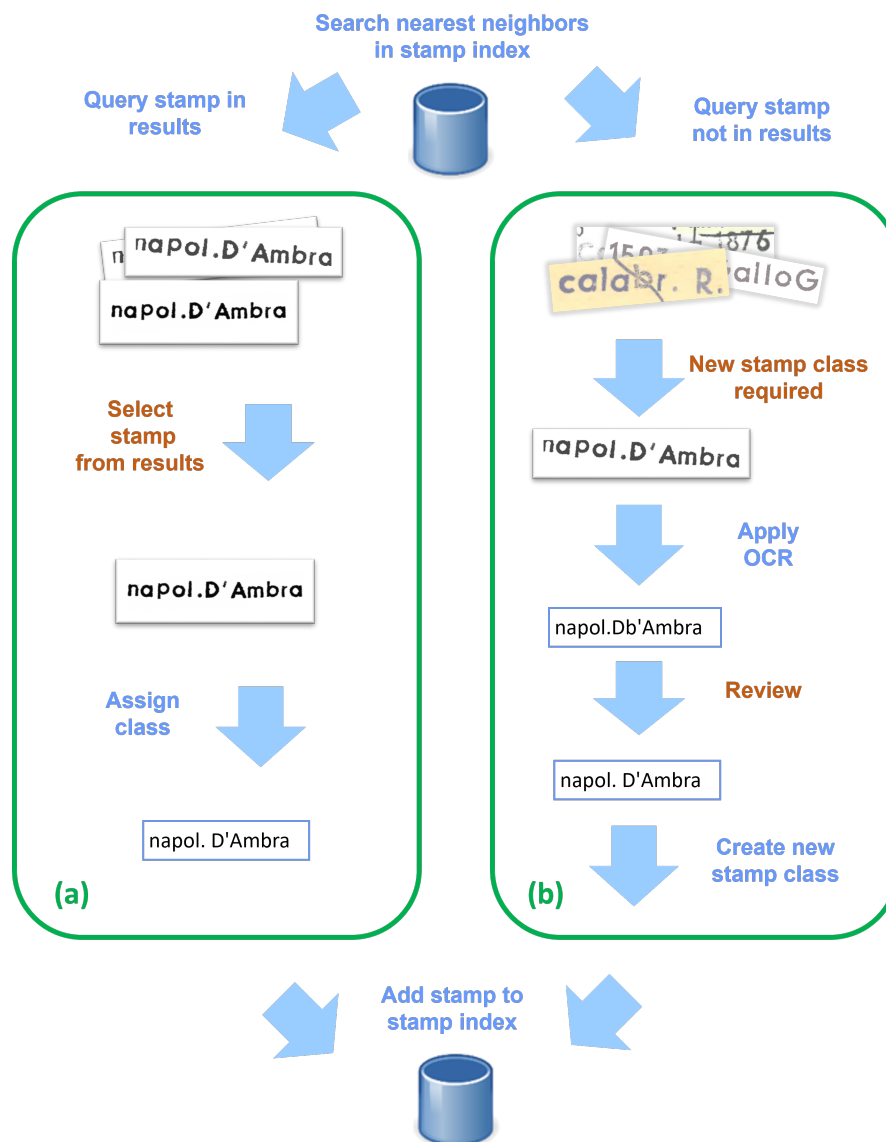 Search nearest neighbors
in stamp index
Query stamp in
results
Query stamp
not in results
napol.D'Ambra
napol.D'Ambra
Select
stamp
from results
napol.D'Ambra
Assign
class
napol. D'Ambra
(a)
1876
150
alloG
calabr. R.
New stamp class
required
napol.D'Ambra
Apply
OCR
napol.Db'Ambra
Review
napol. D'Ambra
Create new
stamp class
(b)
Add stamp to
stamp index